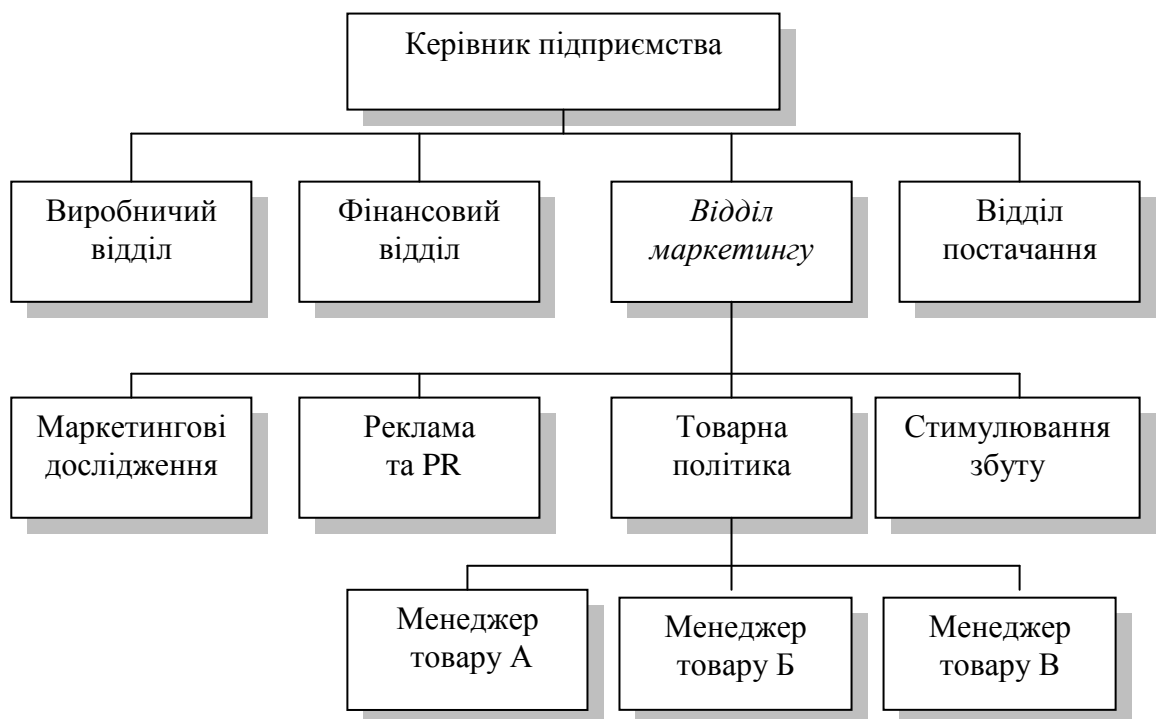 Керівник підприємства
Виробничий
відділ
Фінансовий
відділ
Відділ
маркетингу
Відділ
постачання
Маркетингові
дослідження
Реклама
та PR
Товарна
політика
Стимулювання
збуту
Менеджер
товару А
Менеджер
товару Б
Менеджер
товару В